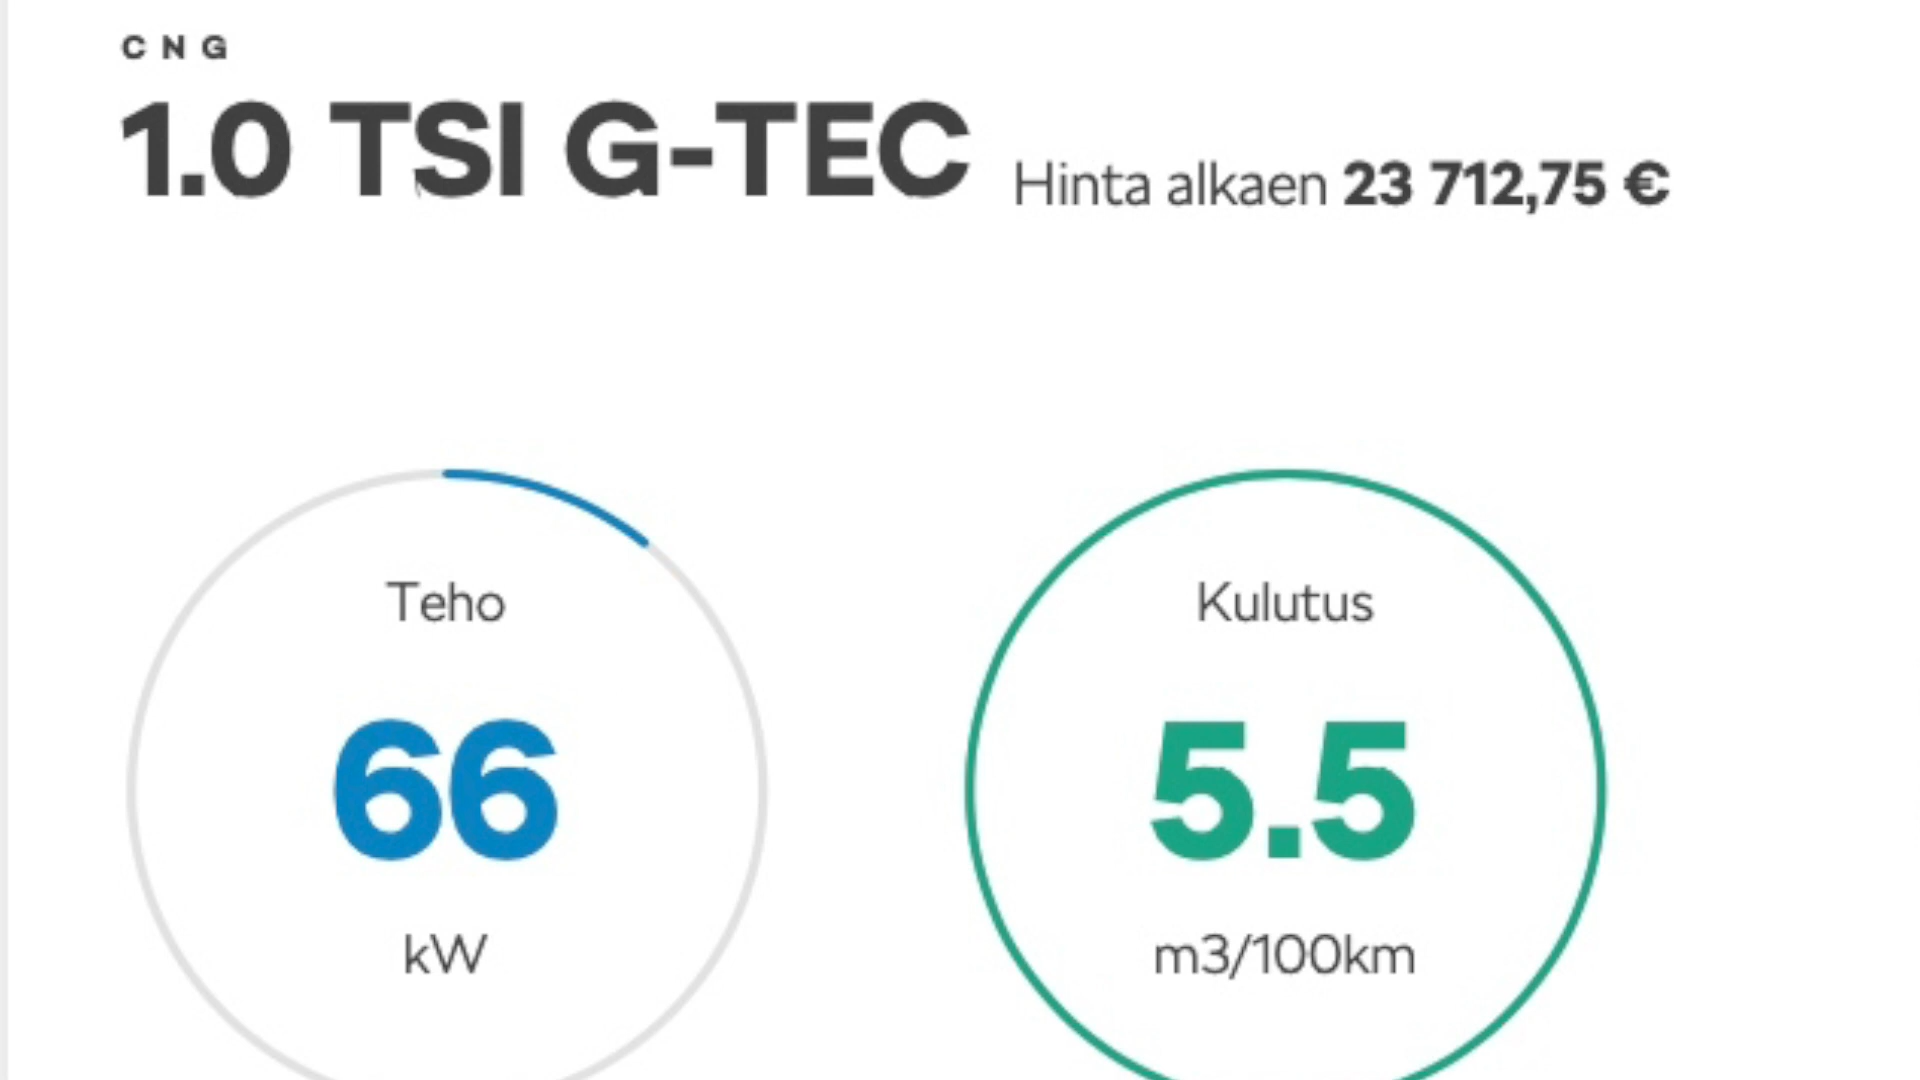 CNG
1.0 TSI G-TEC Hinta alkaen 23 712,75 €
Teho
66
kW
Kulutus
5.5
m3/100km